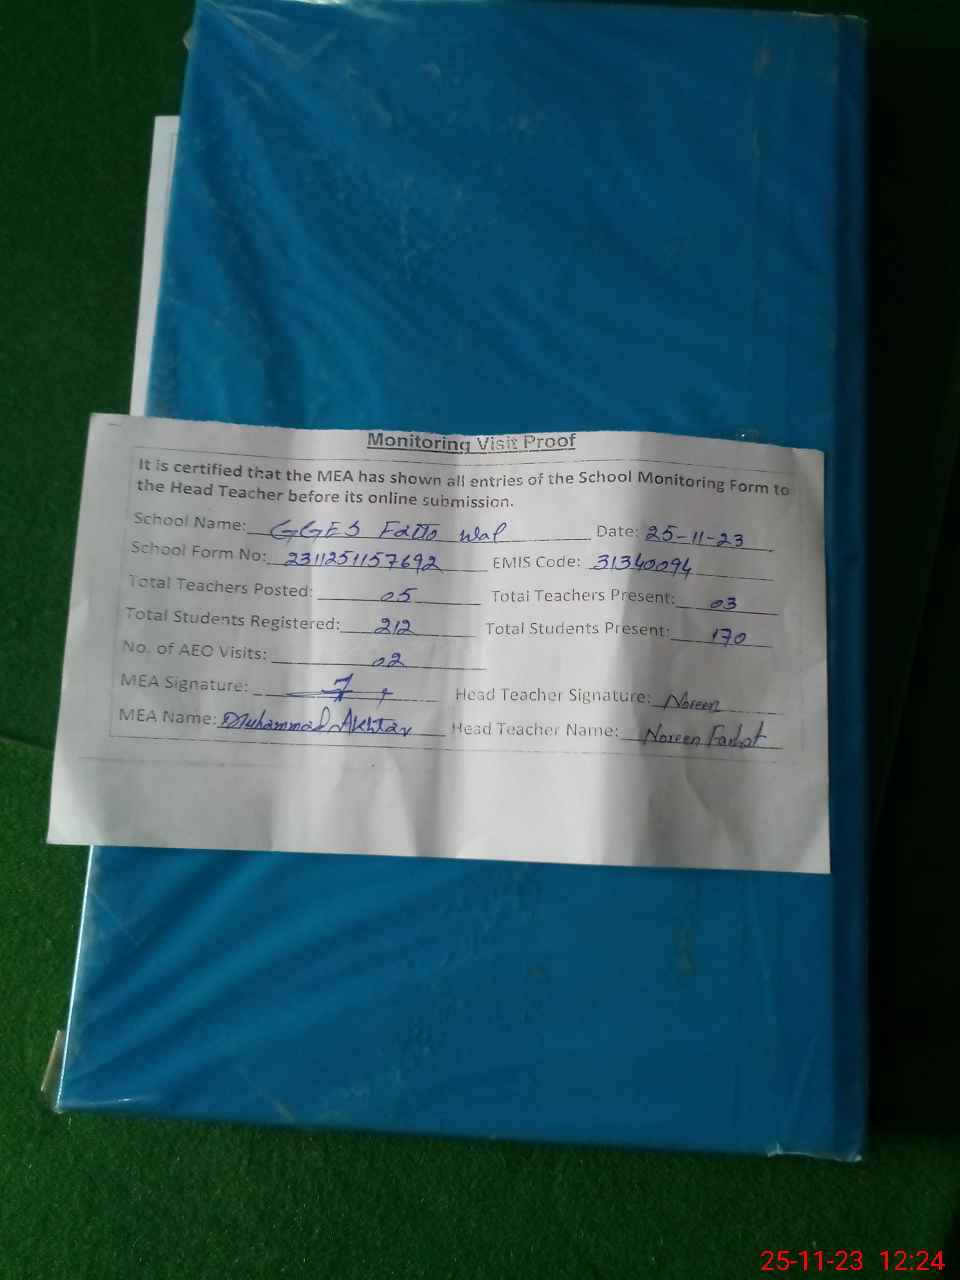 Monitoring Visit Proof
It is certified that the MEA has shown all entries of the School Monitoring Form to
the Head Teacher before its online submission.
School Name: GGES Fatto Wal Date: 25-11-23
School Form No: 2311251157692 EMIS Code: 31340094
Total Teachers Posted: 05 Total Teachers Present: 03
Total Students Registered: 212 Total Students Present: 170
No. of AEO Visits: 02
MEA Signature: Head Teacher Signature: Noreen
MEA Name: Muhammad Akhtar Head Teacher Name: Noreen Farhat
25-11-23 12:24